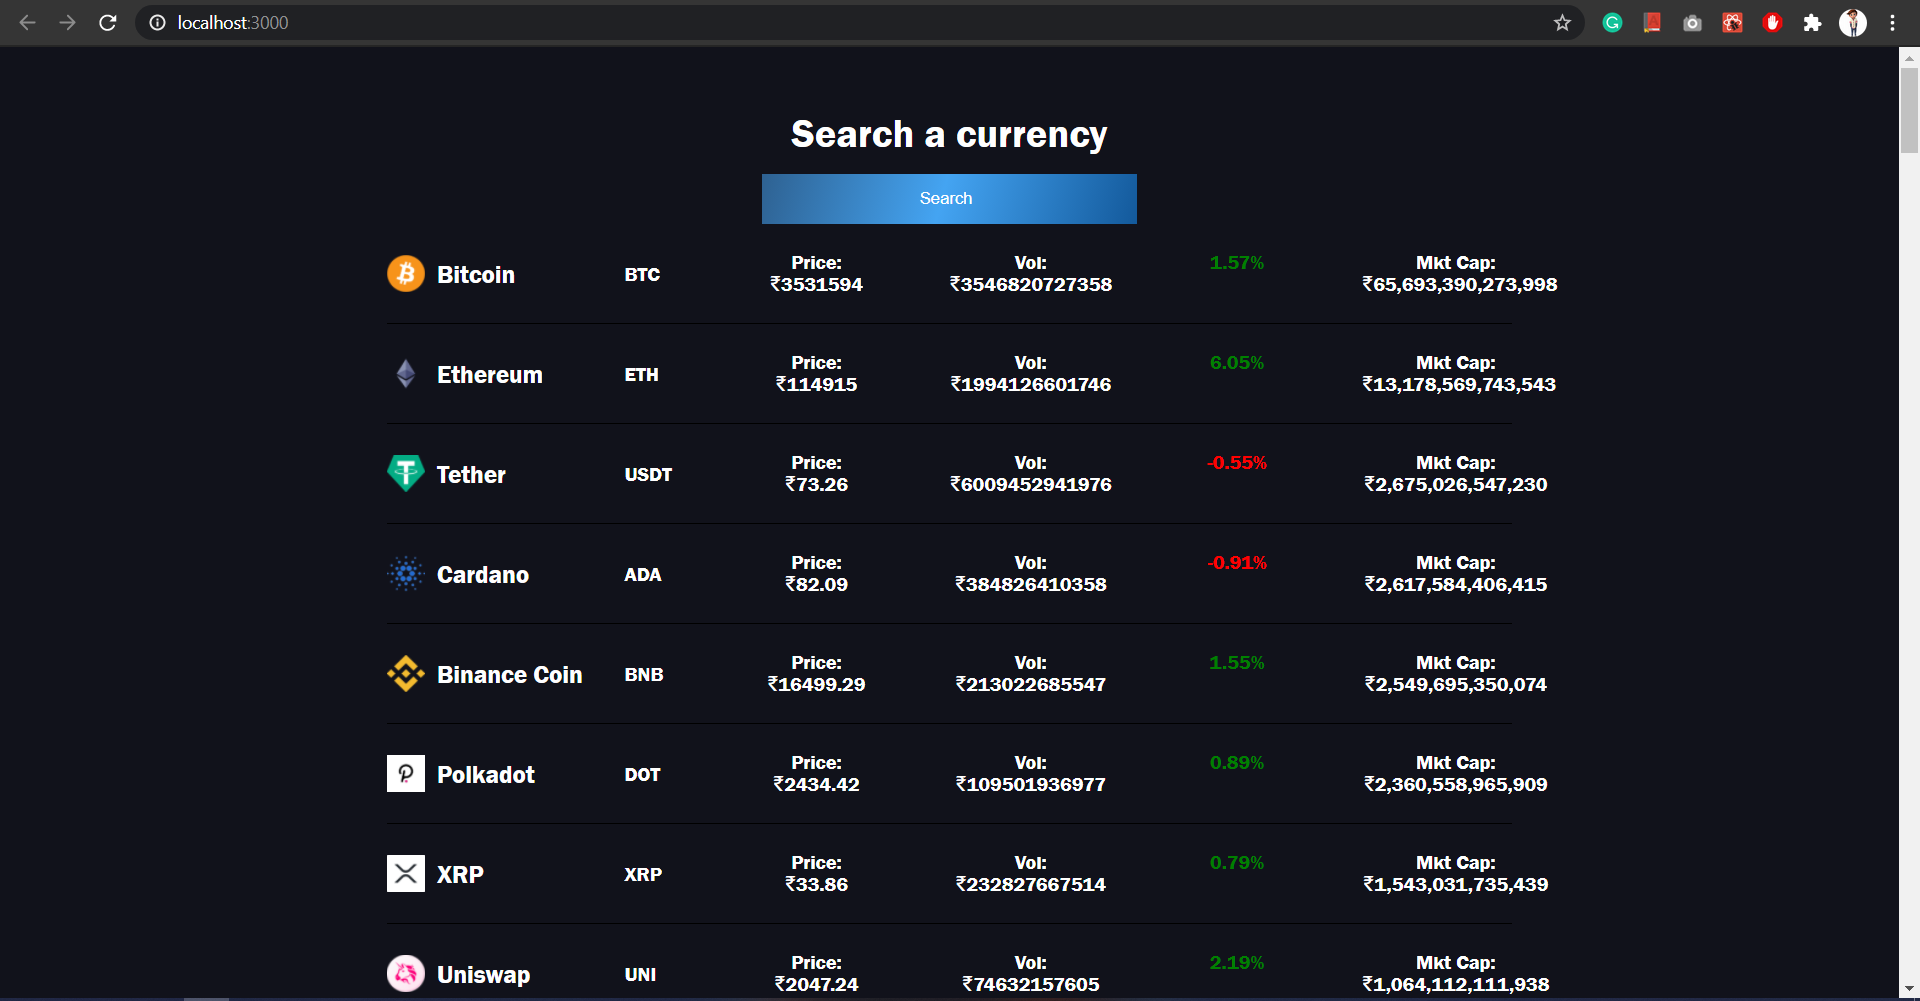 localhost:3000
Search a currency
Search
Bitcoin BTC Price: Vol: 1.57% Mkt Cap:
₹3531594 ₹3546820727358 ₹65,693,390,273,998
Ethereum ETH Price: Vol: 6.05% Mkt Cap:
₹114915 ₹1994126601746 ₹13,178,569,743,543
Tether USDT Price: Vol: -0.55% Mkt Cap:
₹73.26 ₹6009452941976 ₹2,675,026,547,230
Cardano ADA Price: Vol: -0.91% Mkt Cap:
₹82.09 ₹384826410358 ₹2,617,584,406,415
Binance Coin BNB Price: Vol: 1.55% Mkt Cap:
₹16499.29 ₹213022685547 ₹2,549,695,350,074
Polkadot DOT Price: Vol: 0.89% Mkt Cap:
₹2434.42 ₹109501936977 ₹2,360,558,965,909
XRP XRP Price: Vol: 0.79% Mkt Cap:
₹33.86 ₹232827667514 ₹1,543,031,735,439
Uniswap UNI Price: Vol: 2.19% Mkt Cap:
₹2047.24 ₹74632157605 ₹1,064,112,111,938